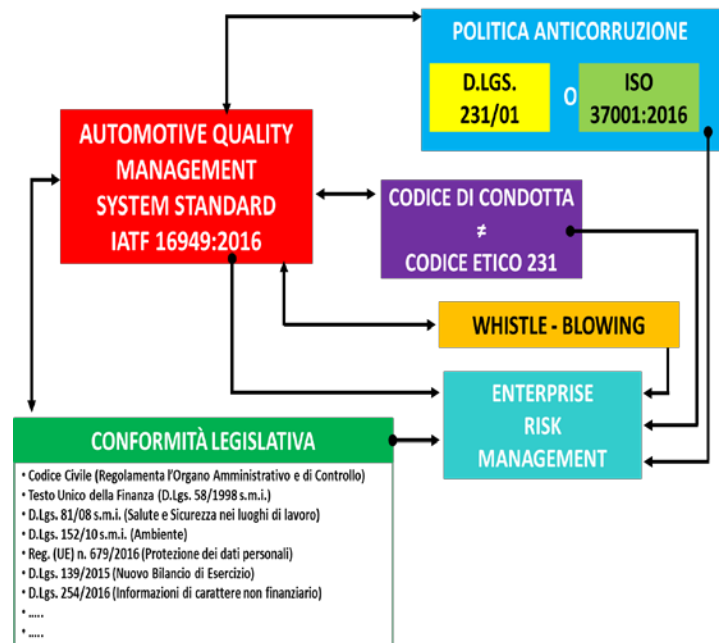 POLITICA ANTICORRUZIONE
D.LGS.
231/01
O
ISO
37001:2016
AUTOMOTIVE QUALITY
MANAGEMENT
SYSTEM STANDARD
IATF 16949:2016
CODICE DI CONDOTTA
≠
CODICE ETICO 231
WHISTLE - BLOWING
ENTERPRISE
RISK
MANAGEMENT
CONFORMITÀ LEGISLATIVA
• Codice Civile (Regolamenta l'Organo Amministrativo e di Controllo)
• Testo Unico della Finanza (D.Lgs. 58/1998 s.m.i.)
• D.Lgs. 81/08 s.m.i. (Salute e Sicurezza nei luoghi di lavoro)
• D.Lgs. 152/10 s.m.i. (Ambiente)
• Reg. (UE) n. 679/2016 (Protezione dei dati personali)
• D.Lgs. 139/2015 (Nuovo Bilancio di Esercizio)
• D.Lgs. 254/2016 (Informazioni di carattere non finanziario)
• .....
• .....